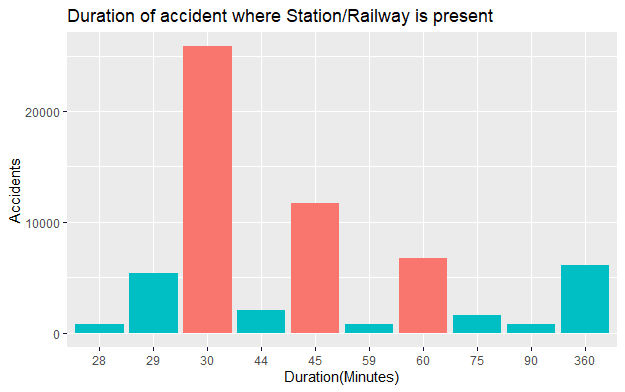 Duration of accident where Station/Railway is present
Accidents
20000
10000
0
28 29 30 44 45 59 60 75 90 360
Duration(Minutes)